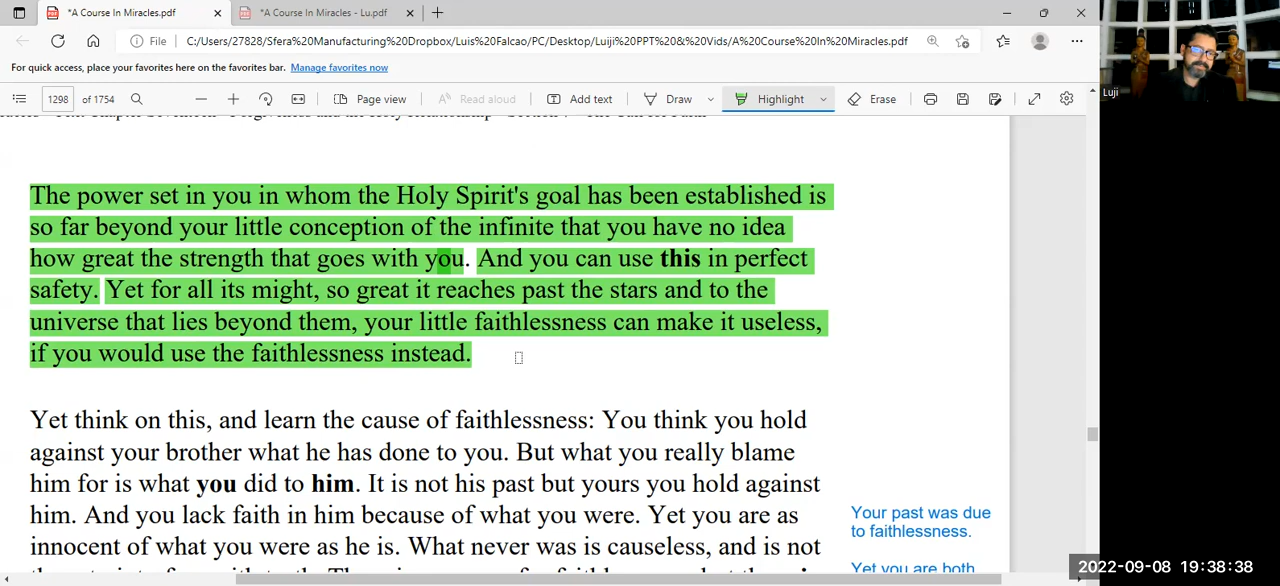 *A Course In Miracles.pdf
*A Course In Miracles - Lu.pdf
File
C:/Users/27828/Sfera%20Manufacturing%20Dropbox/Luis%20Falcao/PC/Desktop/Luiji%20PPT%20&%20Vids/A%20Course%20In%20Miracles.pdf
For quick access, place your favorites here on the favorites bar. Manage favorites now
1298 of 1754
Page view
Read aloud
Add text
Draw
Highlight
Erase
Luji
The power set in you in whom the Holy Spirit's goal has been established is
so far beyond your little conception of the infinite that you have no idea
how great the strength that goes with you. And you can use this in perfect
safety. Yet for all its might, so great it reaches past the stars and to the
universe that lies beyond them, your little faithlessness can make it useless,
if you would use the faithlessness instead.
Yet think on this, and learn the cause of faithlessness: You think you hold
against your brother what he has done to you. But what you really blame
him for is what you did to him. It is not his past but yours you hold against
him. And you lack faith in him because of what you were. Yet you are as
innocent of what you were as he is. What never was is causeless, and is not
Your past was due
to faithlessness.
Yet you are both
2022-09-08 19:38:38